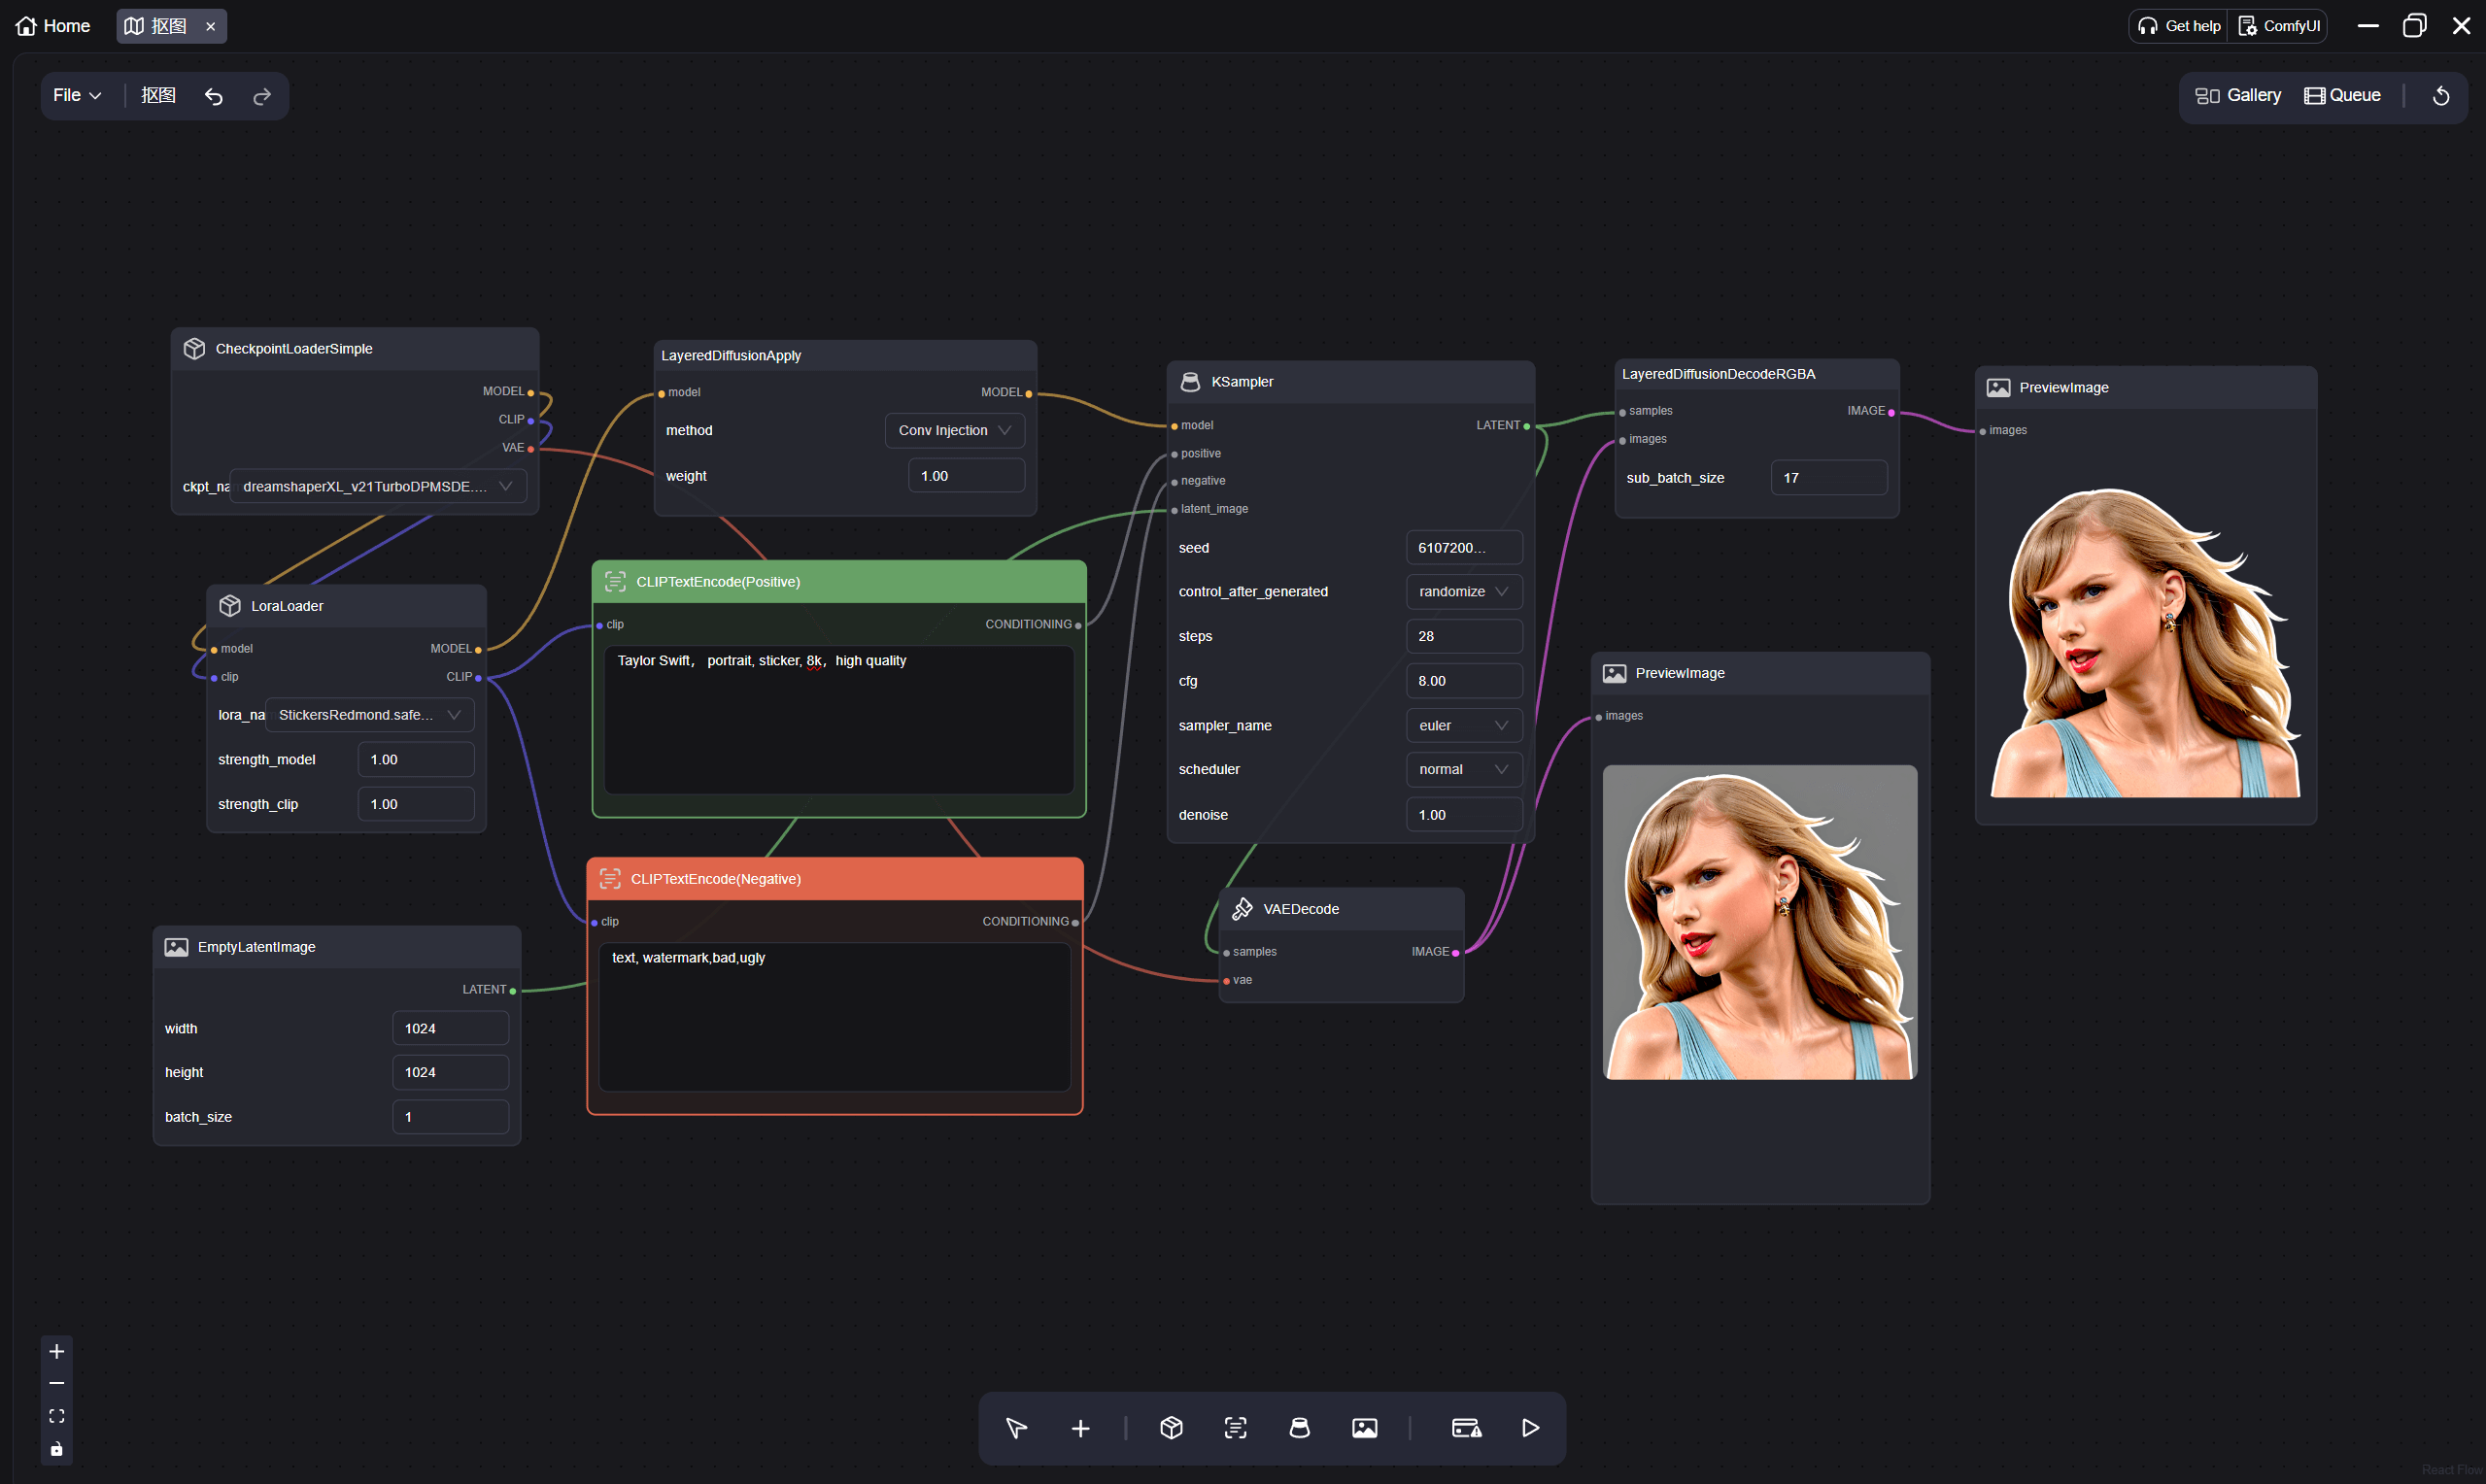 Home
抠图
Get help
ComfyUI
File
抠图
Gallery
Queue
CheckpointLoaderSimple
MODEL
CLIP
VAE
ckpt_na
dreamshaperXL_v21TurboDPMSDE....
LoraLoader
model
MODEL
clip
CLIP
lora_na
StickersRedmond.safe...
strength_model
1.00
strength_clip
1.00
EmptyLatentImage
LATENT
width
1024
height
1024
batch_size
1
LayeredDiffusionApply
model
MODEL
method
Conv Injection
weight
1.00
CLIPTextEncode(Positive)
clip
CONDITIONING
Taylor Swift， portrait, sticker, 8k，high quality
CLIPTextEncode(Negative)
clip
CONDITIONING
text, watermark,bad,ugly
KSampler
model
LATENT
positive
negative
latent_image
seed
6107200...
control_after_generated
randomize
steps
28
cfg
8.00
sampler_name
euler
scheduler
normal
denoise
1.00
VAEDecode
samples
IMAGE
vae
LayeredDiffusionDecodeRGBA
samples
IMAGE
images
sub_batch_size
17
PreviewImage
images
PreviewImage
images
React Flow